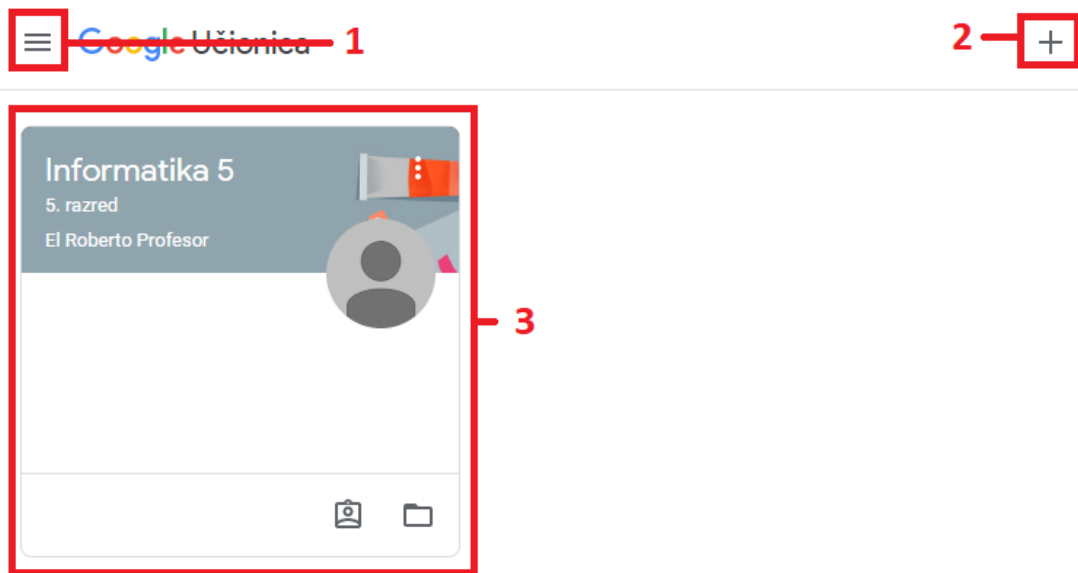 Google Učionica 1
2
Informatika 5
5. razred
El Roberto Profesor
3